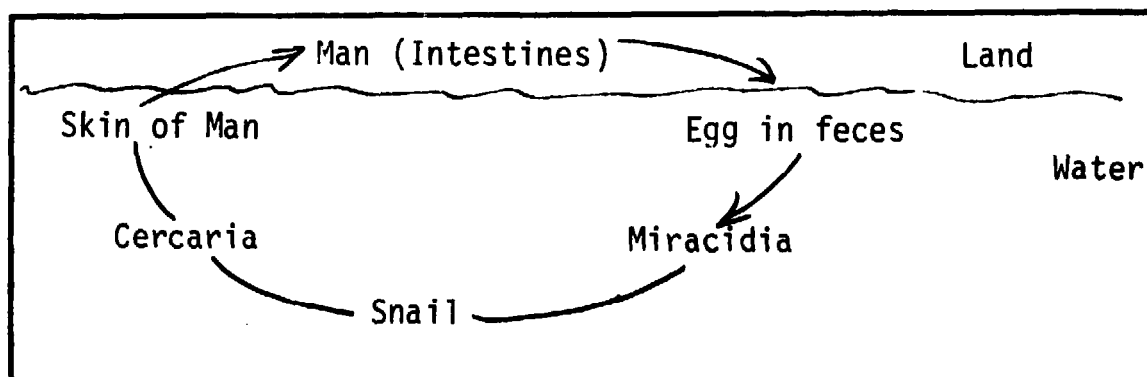 Man (Intestines)
Land
Skin of Man
Egg in feces
Water
Cercaria
Miracidia
Snail